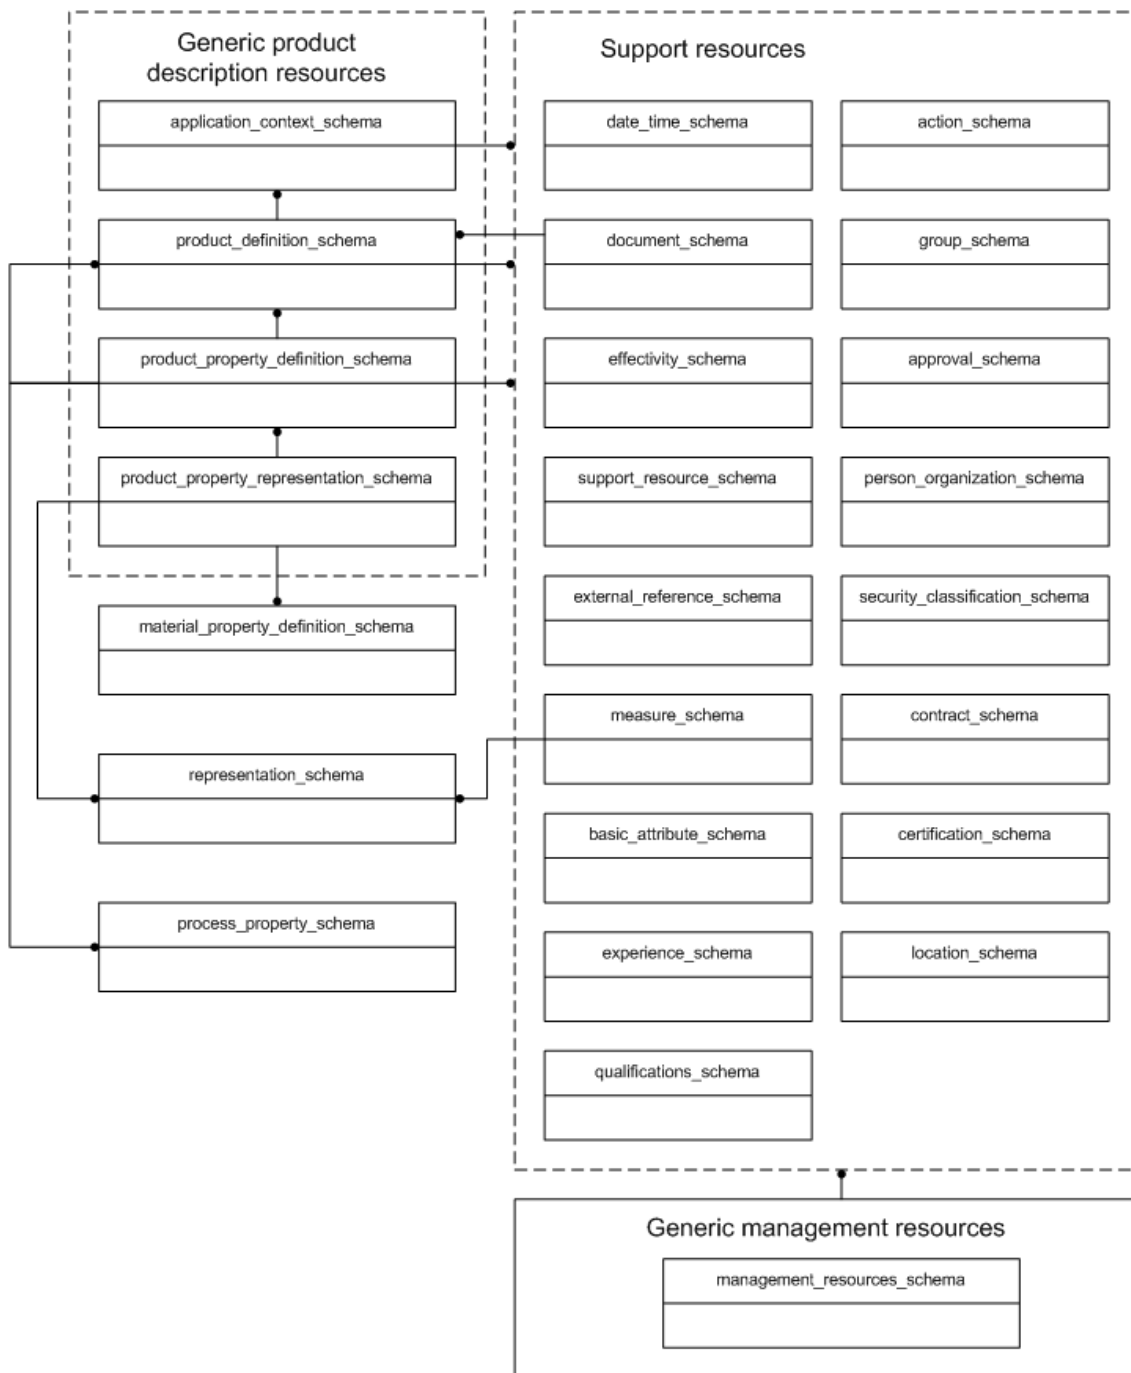 Generic product
description resources
application_context_schema
product_definition_schema
product_property_definition_schema
product_property_representation_schema
material_property_definition_schema
representation_schema
process_property_schema
Support resources
date_time_schema
action_schema
document_schema
group_schema
effectivity_schema
approval_schema
support_resource_schema
person_organization_schema
external_reference_schema
security_classification_schema
measure_schema
contract_schema
basic_attribute_schema
certification_schema
experience_schema
location_schema
qualifications_schema
Generic management resources
management_resources_schema